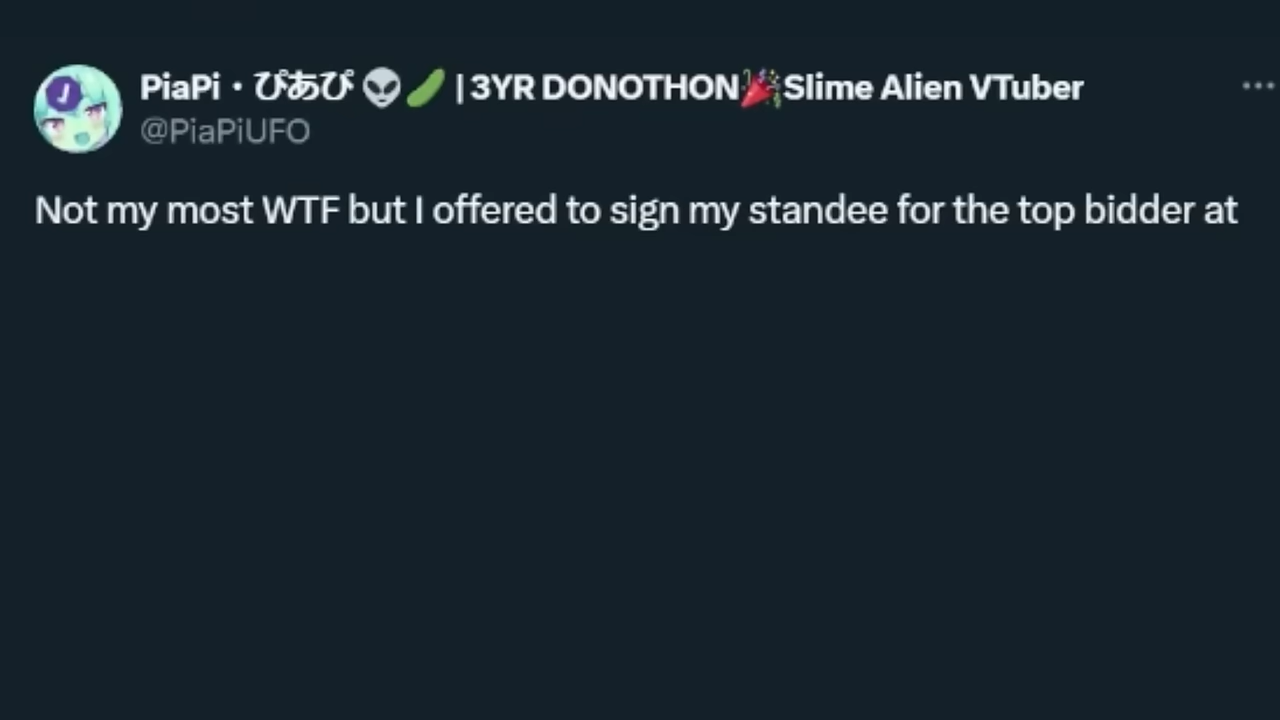 PiaPi・ぴあぴ 👽🥒 | 3YR DONOTHON🎉Slime Alien VTuber
@PiaPiUFO
Not my most WTF but I offered to sign my standee for the top bidder at